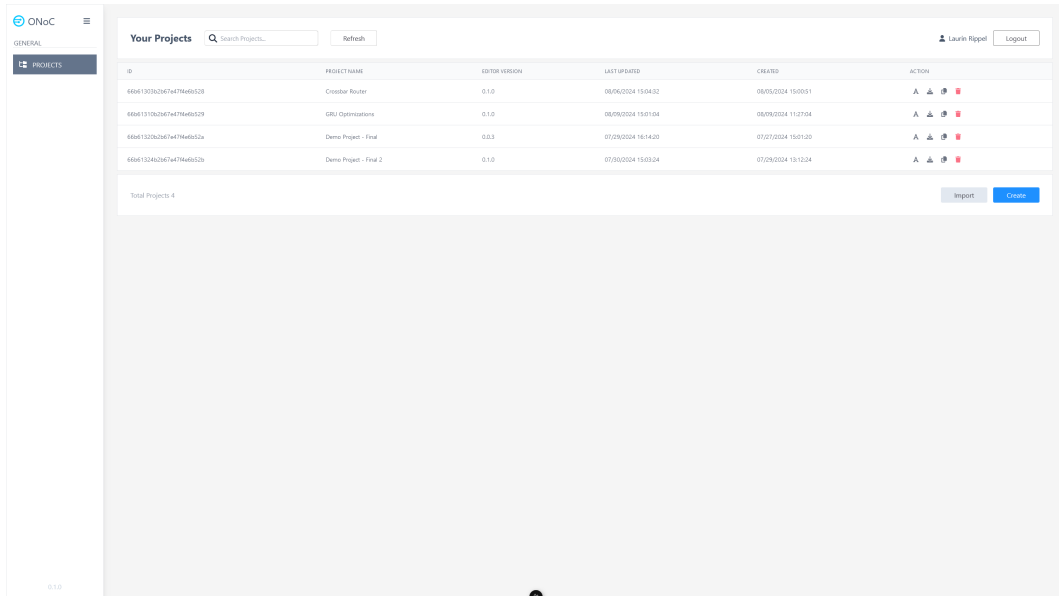 ONoC
GENERAL
PROJECTS
Your Projects
Search Projects...
Refresh
Laurin Rippel
Logout
ID PROJECT NAME EDITOR VERSION LAST UPDATED CREATED ACTION
66b61303b2b67e47f4e6b528 Crossbar Router 0.1.0 08/06/2024 15:04:32 08/05/2024 15:00:51
66b61310b2b67e47f4e6b529 GRU Optimizations 0.1.0 08/09/2024 15:01:04 08/09/2024 11:27:04
66b61320b2b67e47f4e6b52a Demo Project - Final 0.0.3 07/29/2024 16:14:20 07/27/2024 15:01:20
66b61324b2b67e47f4e6b52b Demo Project - Final 2 0.1.0 07/30/2024 15:03:24 07/29/2024 13:12:24
Total Projects 4
Import
Create
0.1.0